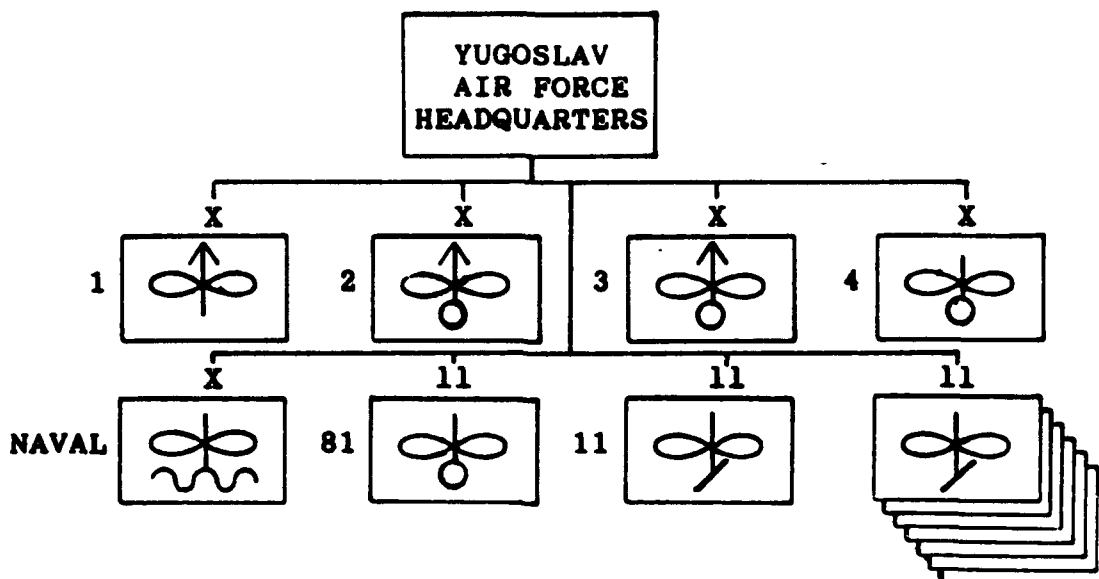 YUGOSLAV
AIR FORCE
HEADQUARTERS
X X X X
1 2 3 4
X 11 11 11
NAVAL 81 11